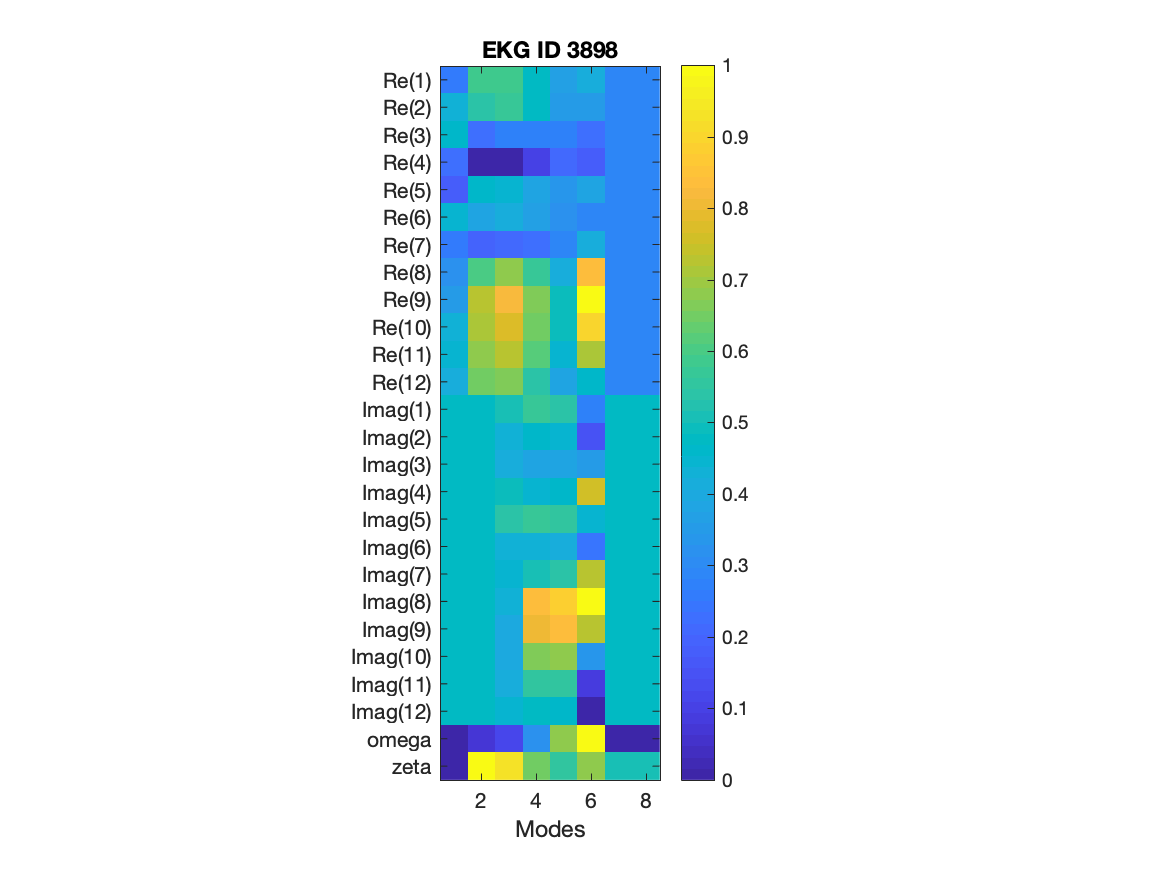 EKG ID 3898
Re(1)
Re(2)
Re(3)
Re(4)
Re(5)
Re(6)
Re(7)
Re(8)
Re(9)
Re(10)
Re(11)
Re(12)
Imag(1)
Imag(2)
Imag(3)
Imag(4)
Imag(5)
Imag(6)
Imag(7)
Imag(8)
Imag(9)
Imag(10)
Imag(11)
Imag(12)
omega
zeta
2 4 6 8
Modes
1
0.9
0.8
0.7
0.6
0.5
0.4
0.3
0.2
0.1
0